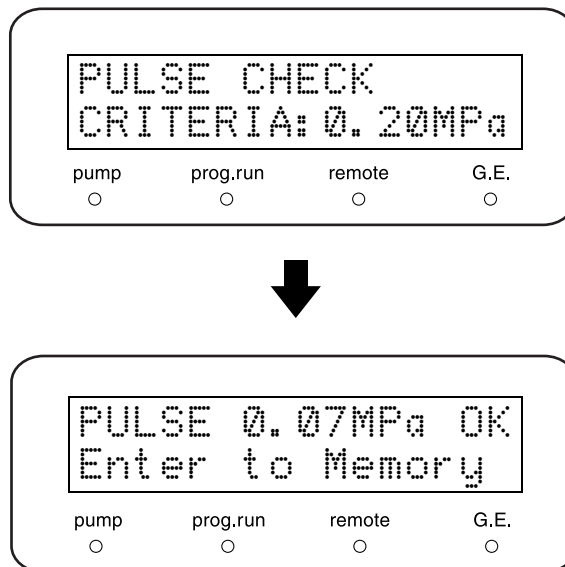 PULSE CHECK
CRITERIA: 0.20MPa
pump prog.run remote G.E.
PULSE 0.07MPa OK
Enter to Memory
pump prog.run remote G.E.